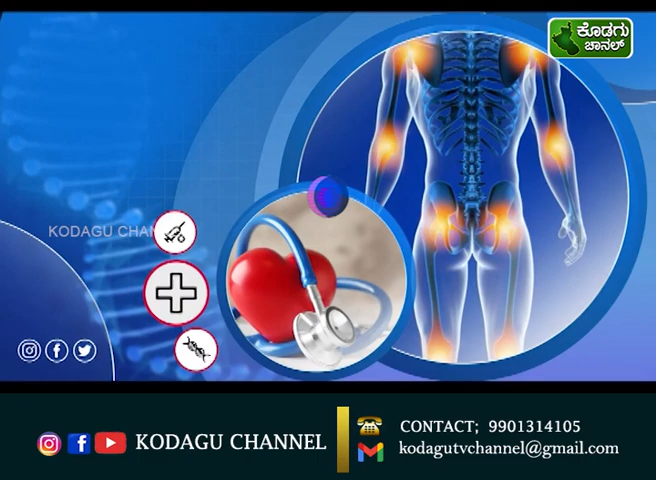 ಕೊಡಗು
ಚಾನಲ್
KODAGU CHAN
KODAGU CHANNEL
CONTACT; 9901314105
kodagutvchannel@gmail.com